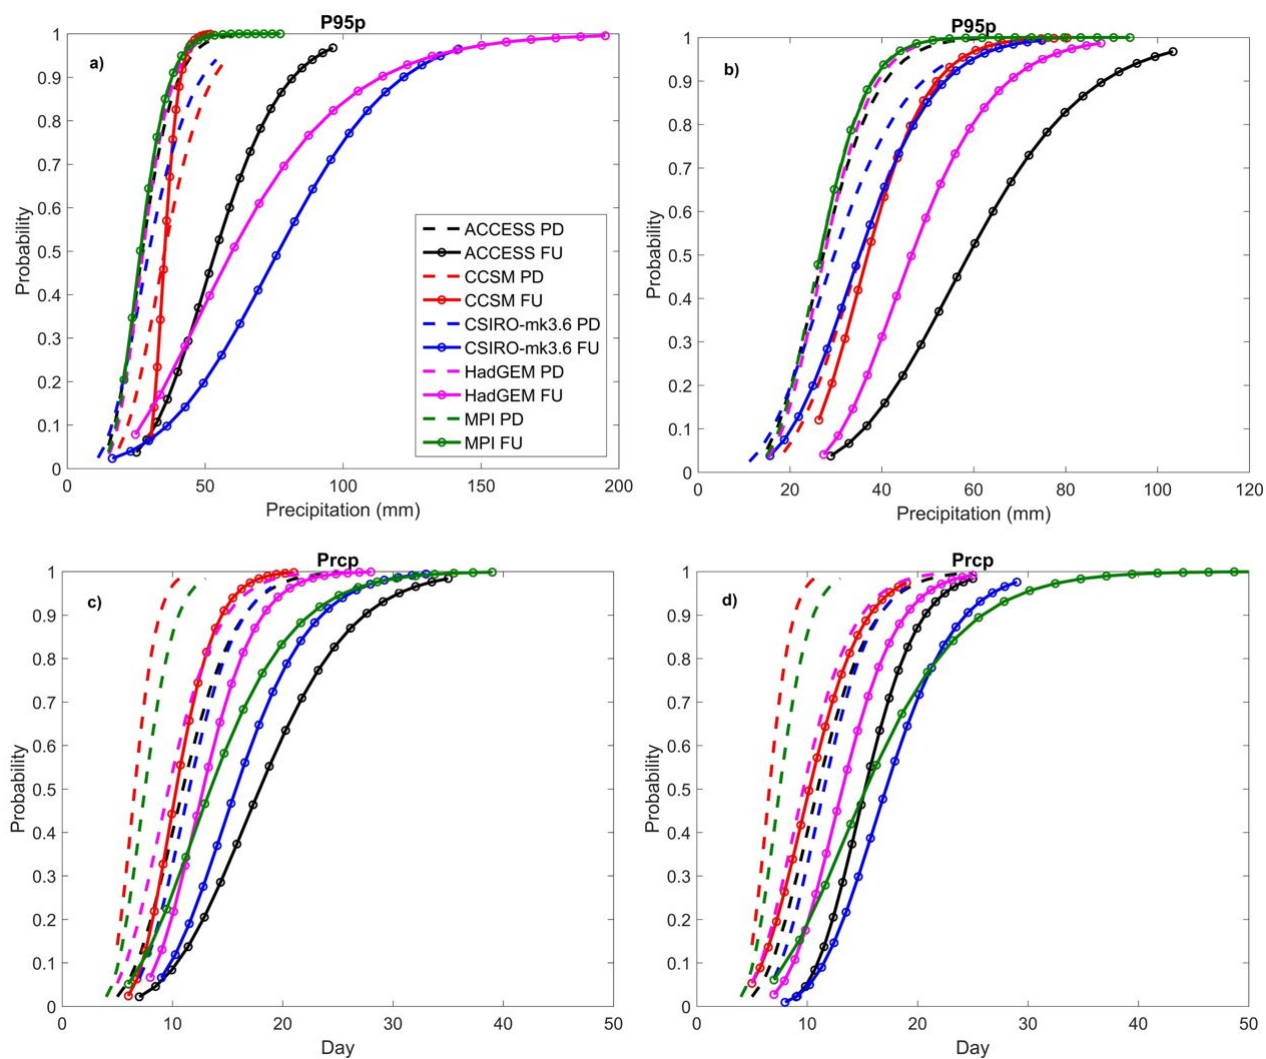 P95p
a)
1
0.9
0.8
0.7
0.6
0.5
0.4
0.3
0.2
0.1
0
Probability
0 50 100 150 200
Precipitation (mm)
ACCESS PD
ACCESS FU
CCSM PD
CCSM FU
CSIRO-mk3.6 PD
CSIRO-mk3.6 FU
HadGEM PD
HadGEM FU
MPI PD
MPI FU
P95p
b)
1
0.9
0.8
0.7
0.6
0.5
0.4
0.3
0.2
0.1
0
Probability
0 20 40 60 80 100 120
Precipitation (mm)
Prcp
c)
1
0.9
0.8
0.7
0.6
0.5
0.4
0.3
0.2
0.1
0
Probability
0 10 20 30 40 50
Day
Prcp
d)
1
0.9
0.8
0.7
0.6
0.5
0.4
0.3
0.2
0.1
0
Probability
0 10 20 30 40 50
Day